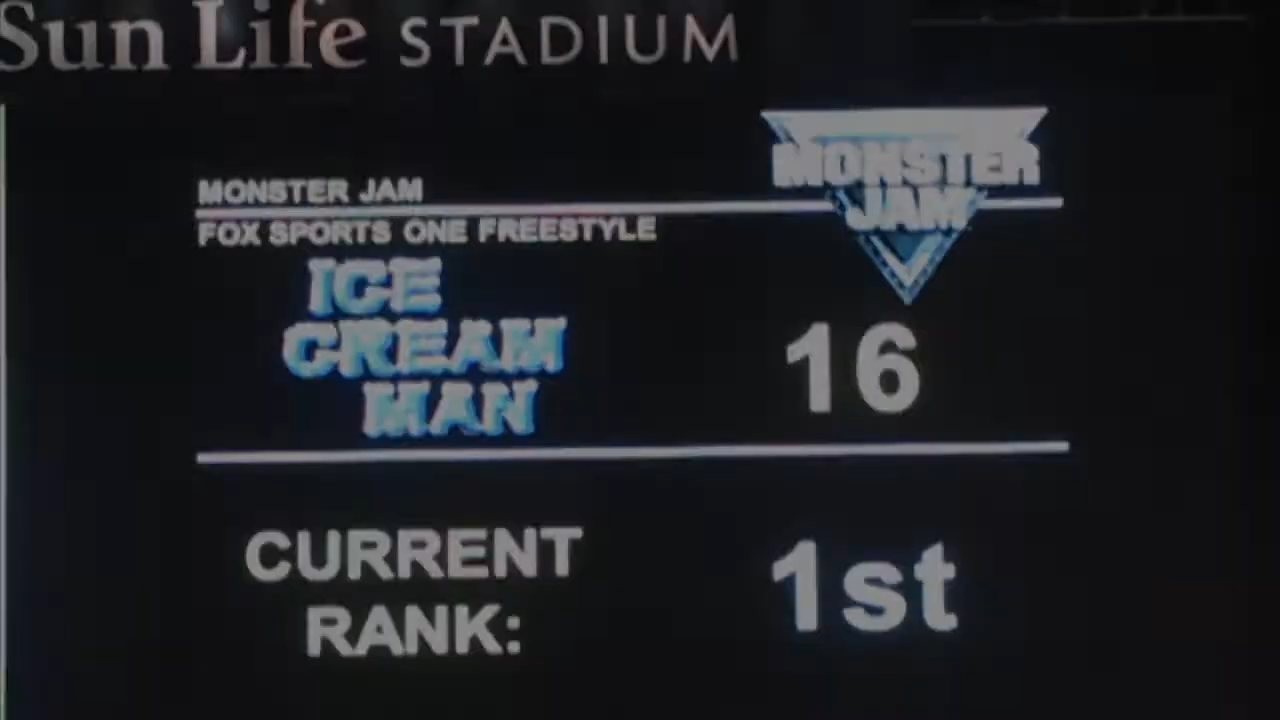 Sun Life STADIUM
MONSTER JAM
MONSTER
JAM
FOX SPORTS ONE FREESTYLE
ICE
CREAM
MAN
16
CURRENT
RANK:
1st